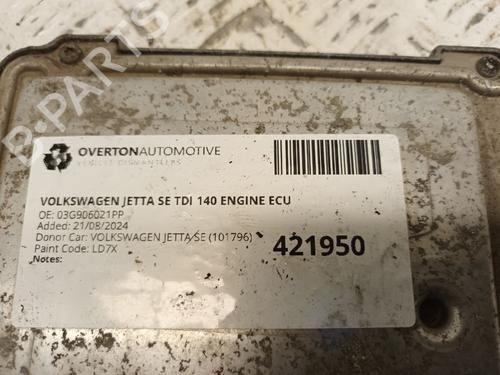 B-PARTS
OVERTONAUTOMOTIVE
VEHICLE DISMANTLERS
VOLKSWAGEN JETTA SE TDI 140 ENGINE ECU
OE: 03G906021PP
Added: 21/08/2024
Donor Car: VOLKSWAGEN JETTA SE (101796)
Paint Code: LD7X
Notes:
421950